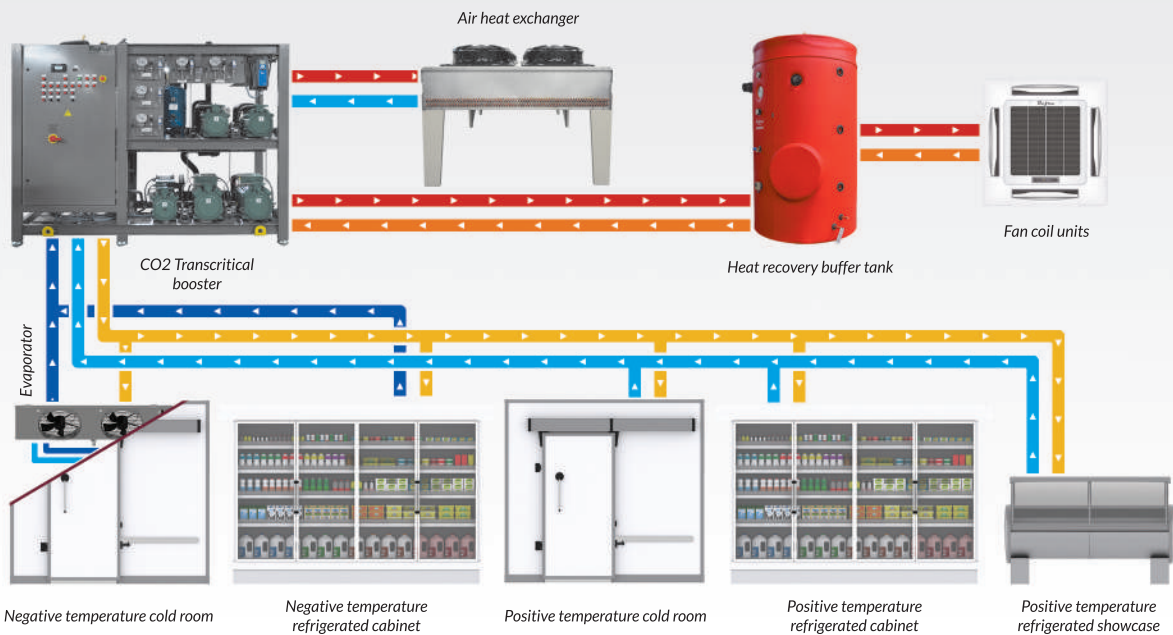 Air heat exchanger
CO2 Transcritical
booster
Heat recovery buffer tank
Fan coil units
Evaporator
Negative temperature cold room
Negative temperature
refrigerated cabinet
Positive temperature cold room
Positive temperature
refrigerated cabinet
Positive temperature
refrigerated showcase